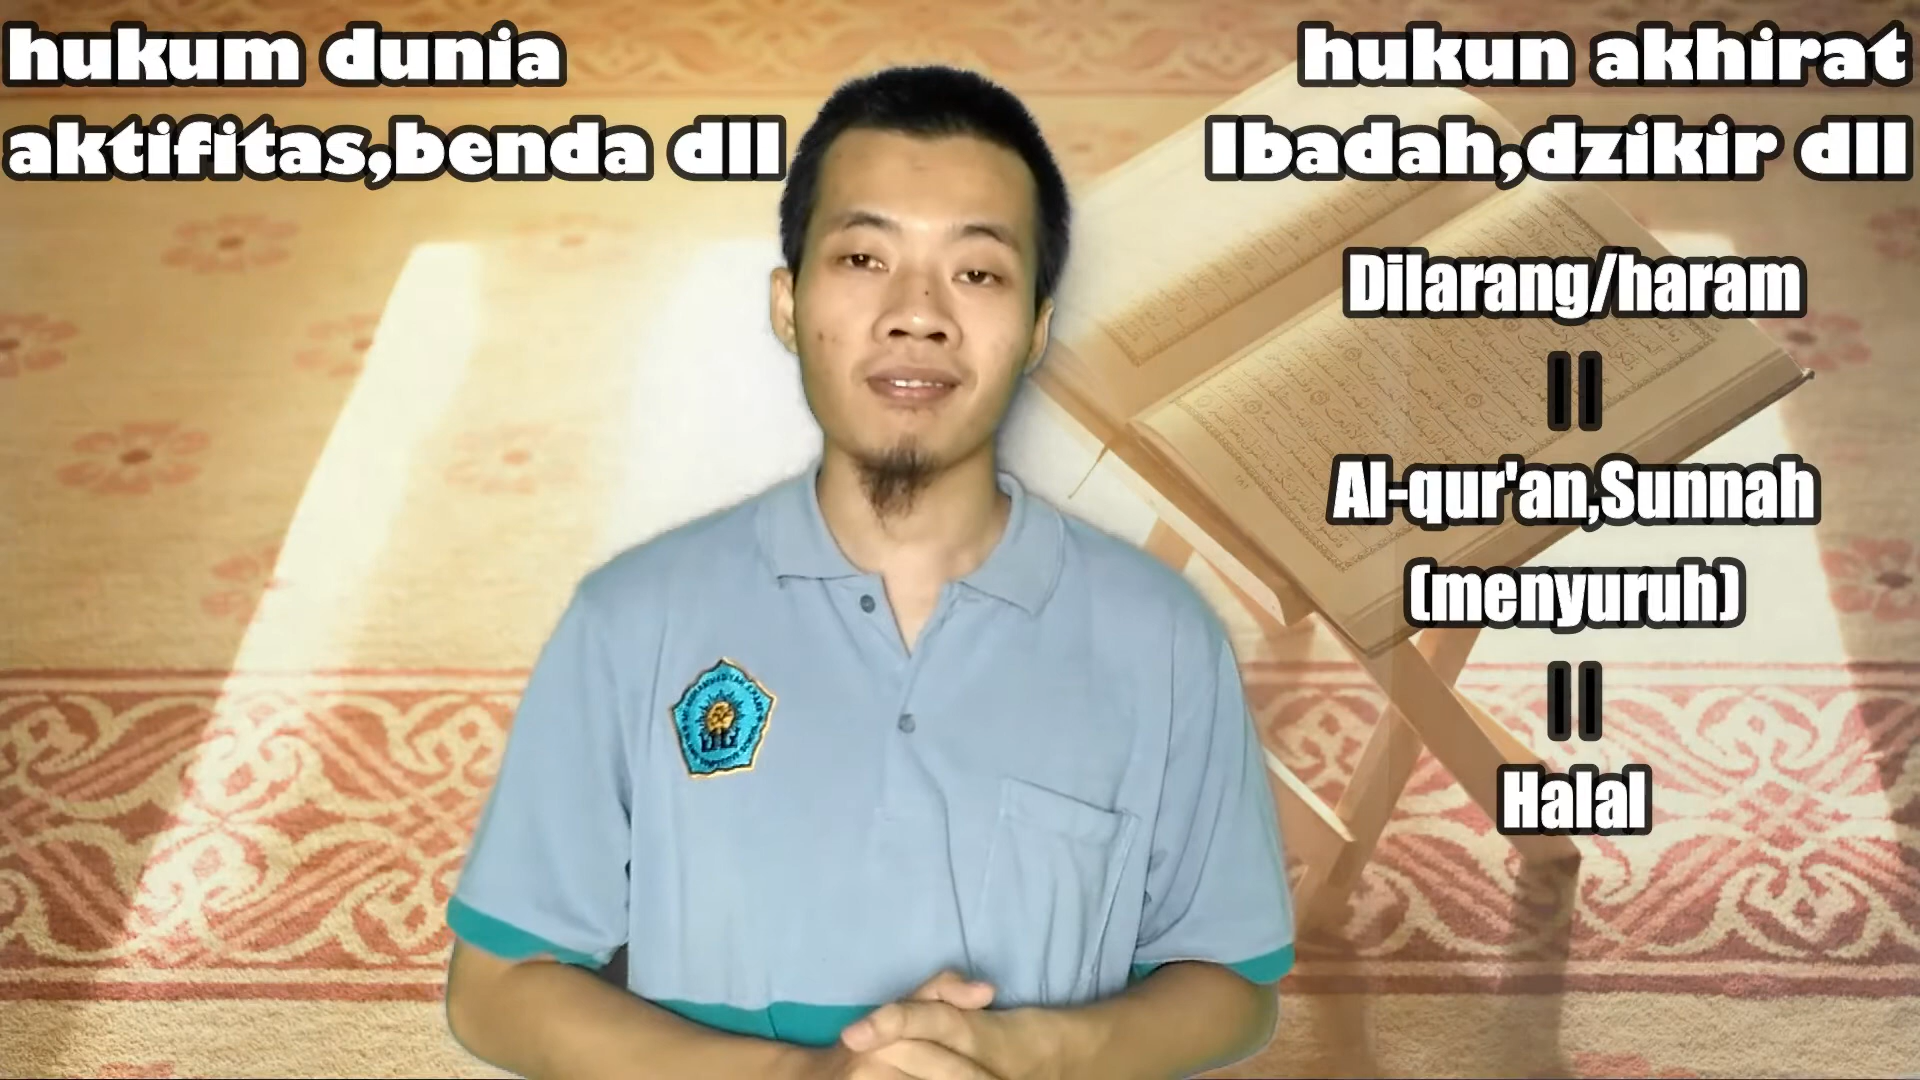 hukum dunia
aktifitas,benda dll
hukun akhirat
Ibadah,dzikir dll
Dilarang/haram
||
Al-qur'an,Sunnah
(menyuruh)
||
Halal